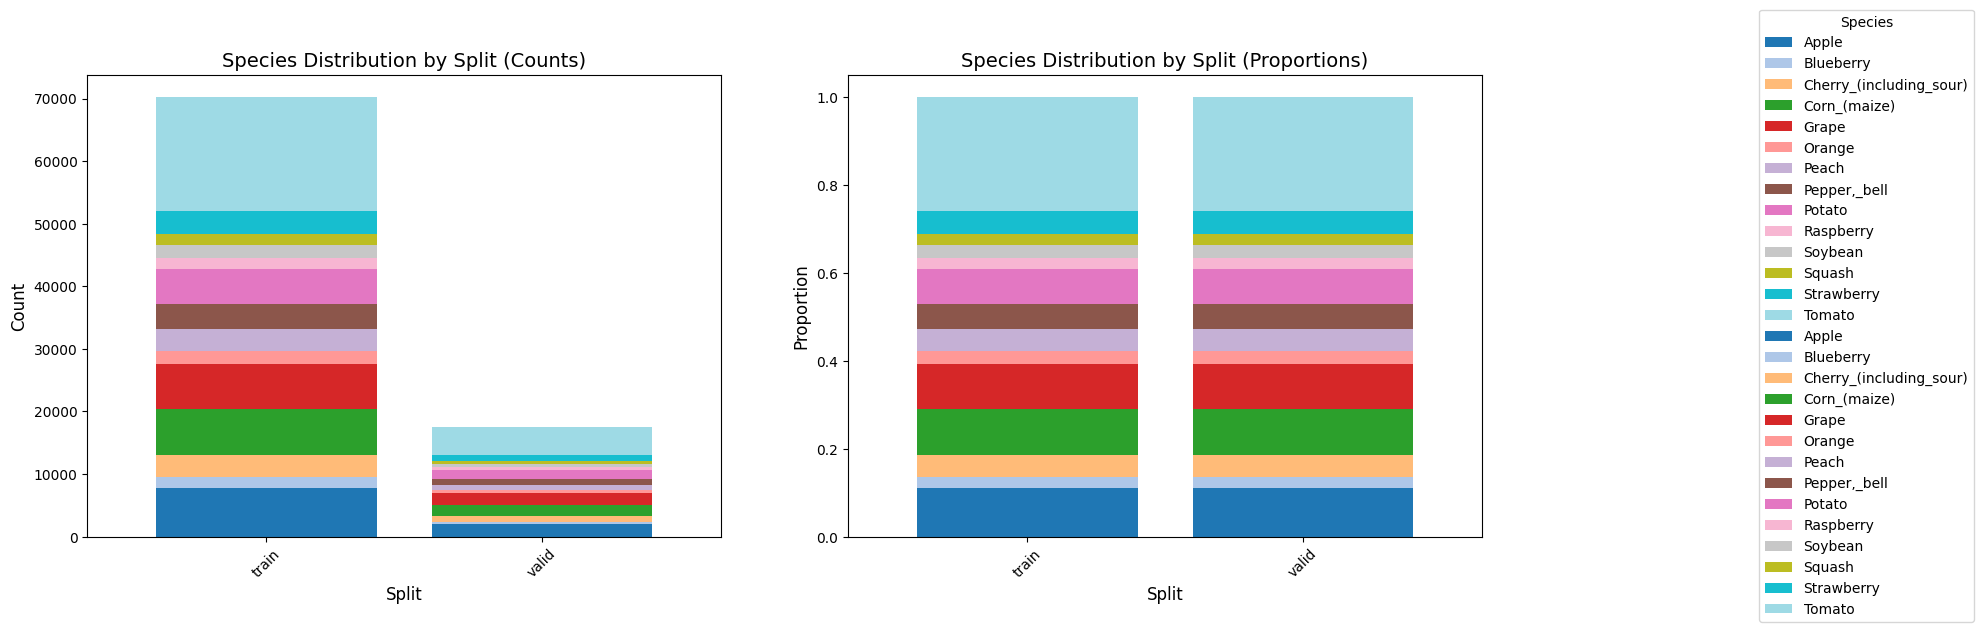 Species Distribution by Split (Counts)
Count
70000
60000
50000
40000
30000
20000
10000
0
train
valid
Split
Species Distribution by Split (Proportions)
Proportion
1.0
0.8
0.6
0.4
0.2
0.0
train
valid
Split
Species
Apple
Blueberry
Cherry_(including_sour)
Corn_(maize)
Grape
Orange
Peach
Pepper,_bell
Potato
Raspberry
Soybean
Squash
Strawberry
Tomato
Apple
Blueberry
Cherry_(including_sour)
Corn_(maize)
Grape
Orange
Peach
Pepper,_bell
Potato
Raspberry
Soybean
Squash
Strawberry
Tomato